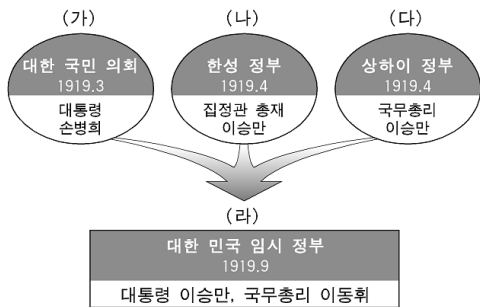 (가)
대한 국민 의회
1919.3
대통령
손병희
(나)
한성 정부
1919.4
집정관 총재
이승만
(다)
상하이 정부
1919.4
국무총리
이승만
(라)
대한 민국 임시 정부
1919.9
대통령 이승만, 국무총리 이동휘